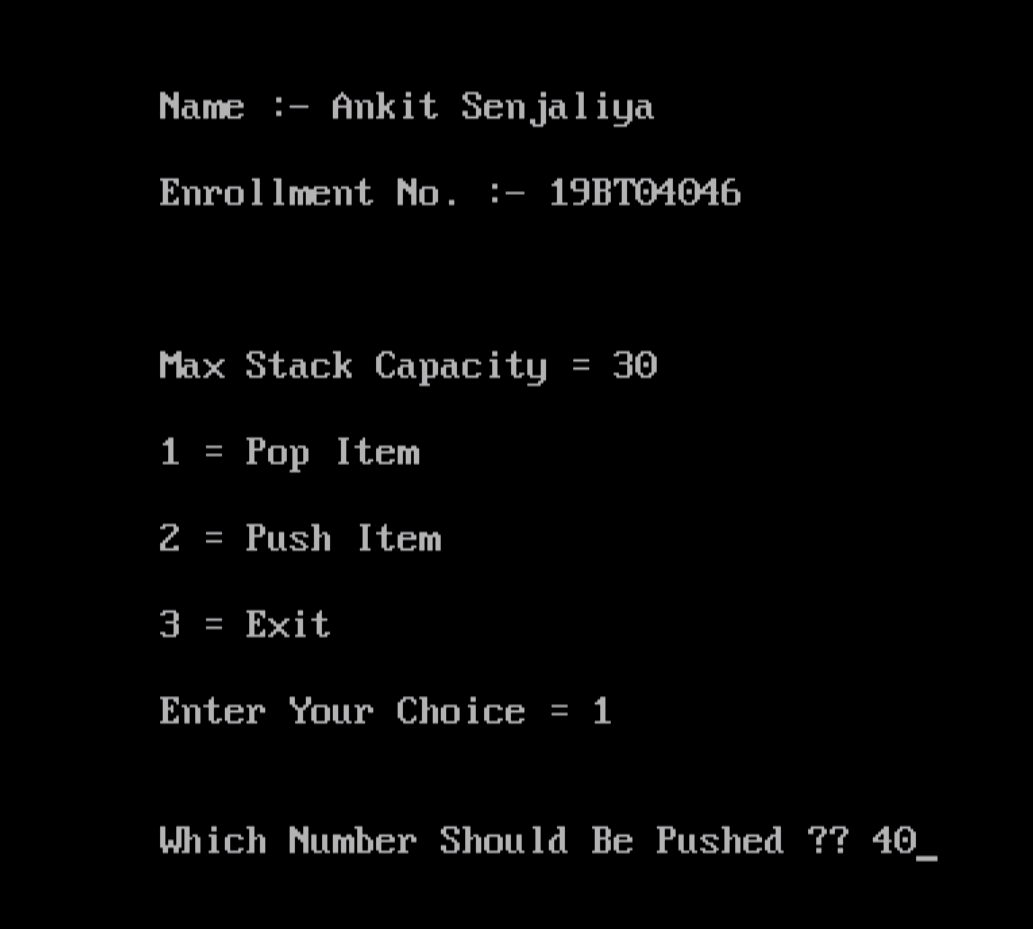 Name :- Ankit Senjaliya
Enrollment No. :- 19BT04046
Max Stack Capacity = 30
1 = Pop Item
2 = Push Item
3 = Exit
Enter Your Choice = 1
Which Number Should Be Pushed ?? 40_